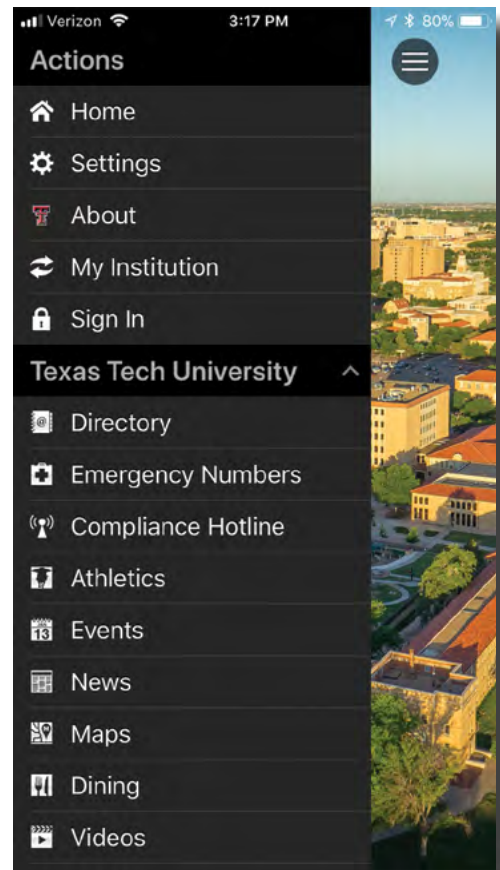 Verizon 3:17 PM 80%
Actions
Home
Settings
About
My Institution
Sign In
Texas Tech University
Directory
Emergency Numbers
Compliance Hotline
Athletics
13 Events
News
Maps
Dining
Videos